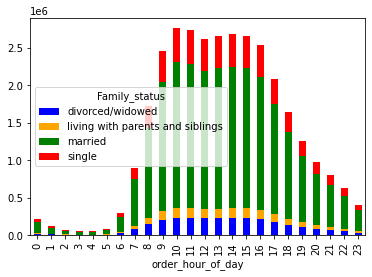 1e6
2.5
2.0
1.5
1.0
0.5
0.0
Family_status
divorced/widowed
living with parents and siblings
married
single
0 1 2 3 4 5 6 7 8 9 10 11 12 13 14 15 16 17 18 19 20 21 22 23
order_hour_of_day